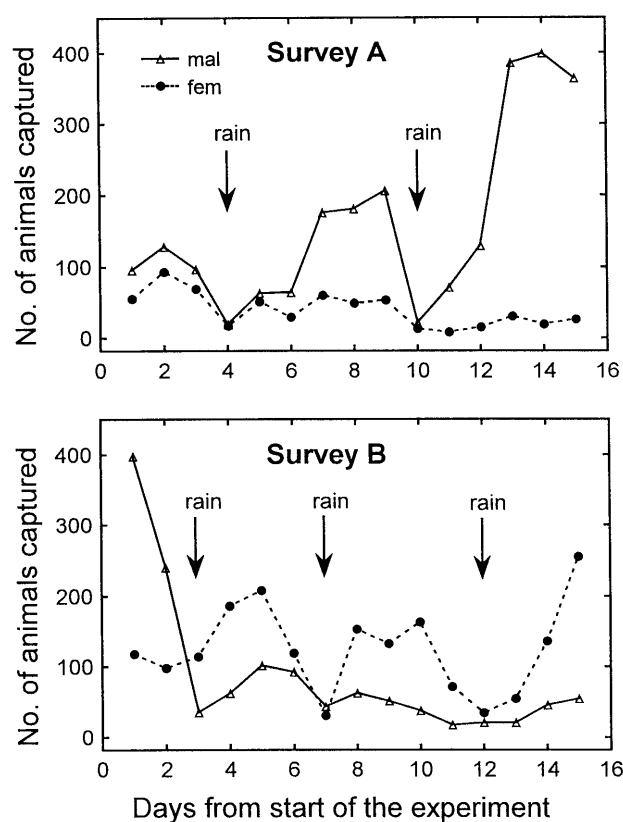 Survey A
mal
fem
rain
rain
No. of animals captured
400
300
200
100
0
0 2 4 6 8 10 12 14 16
Survey B
rain
rain
rain
No. of animals captured
400
300
200
100
0
0 2 4 6 8 10 12 14 16
Days from start of the experiment